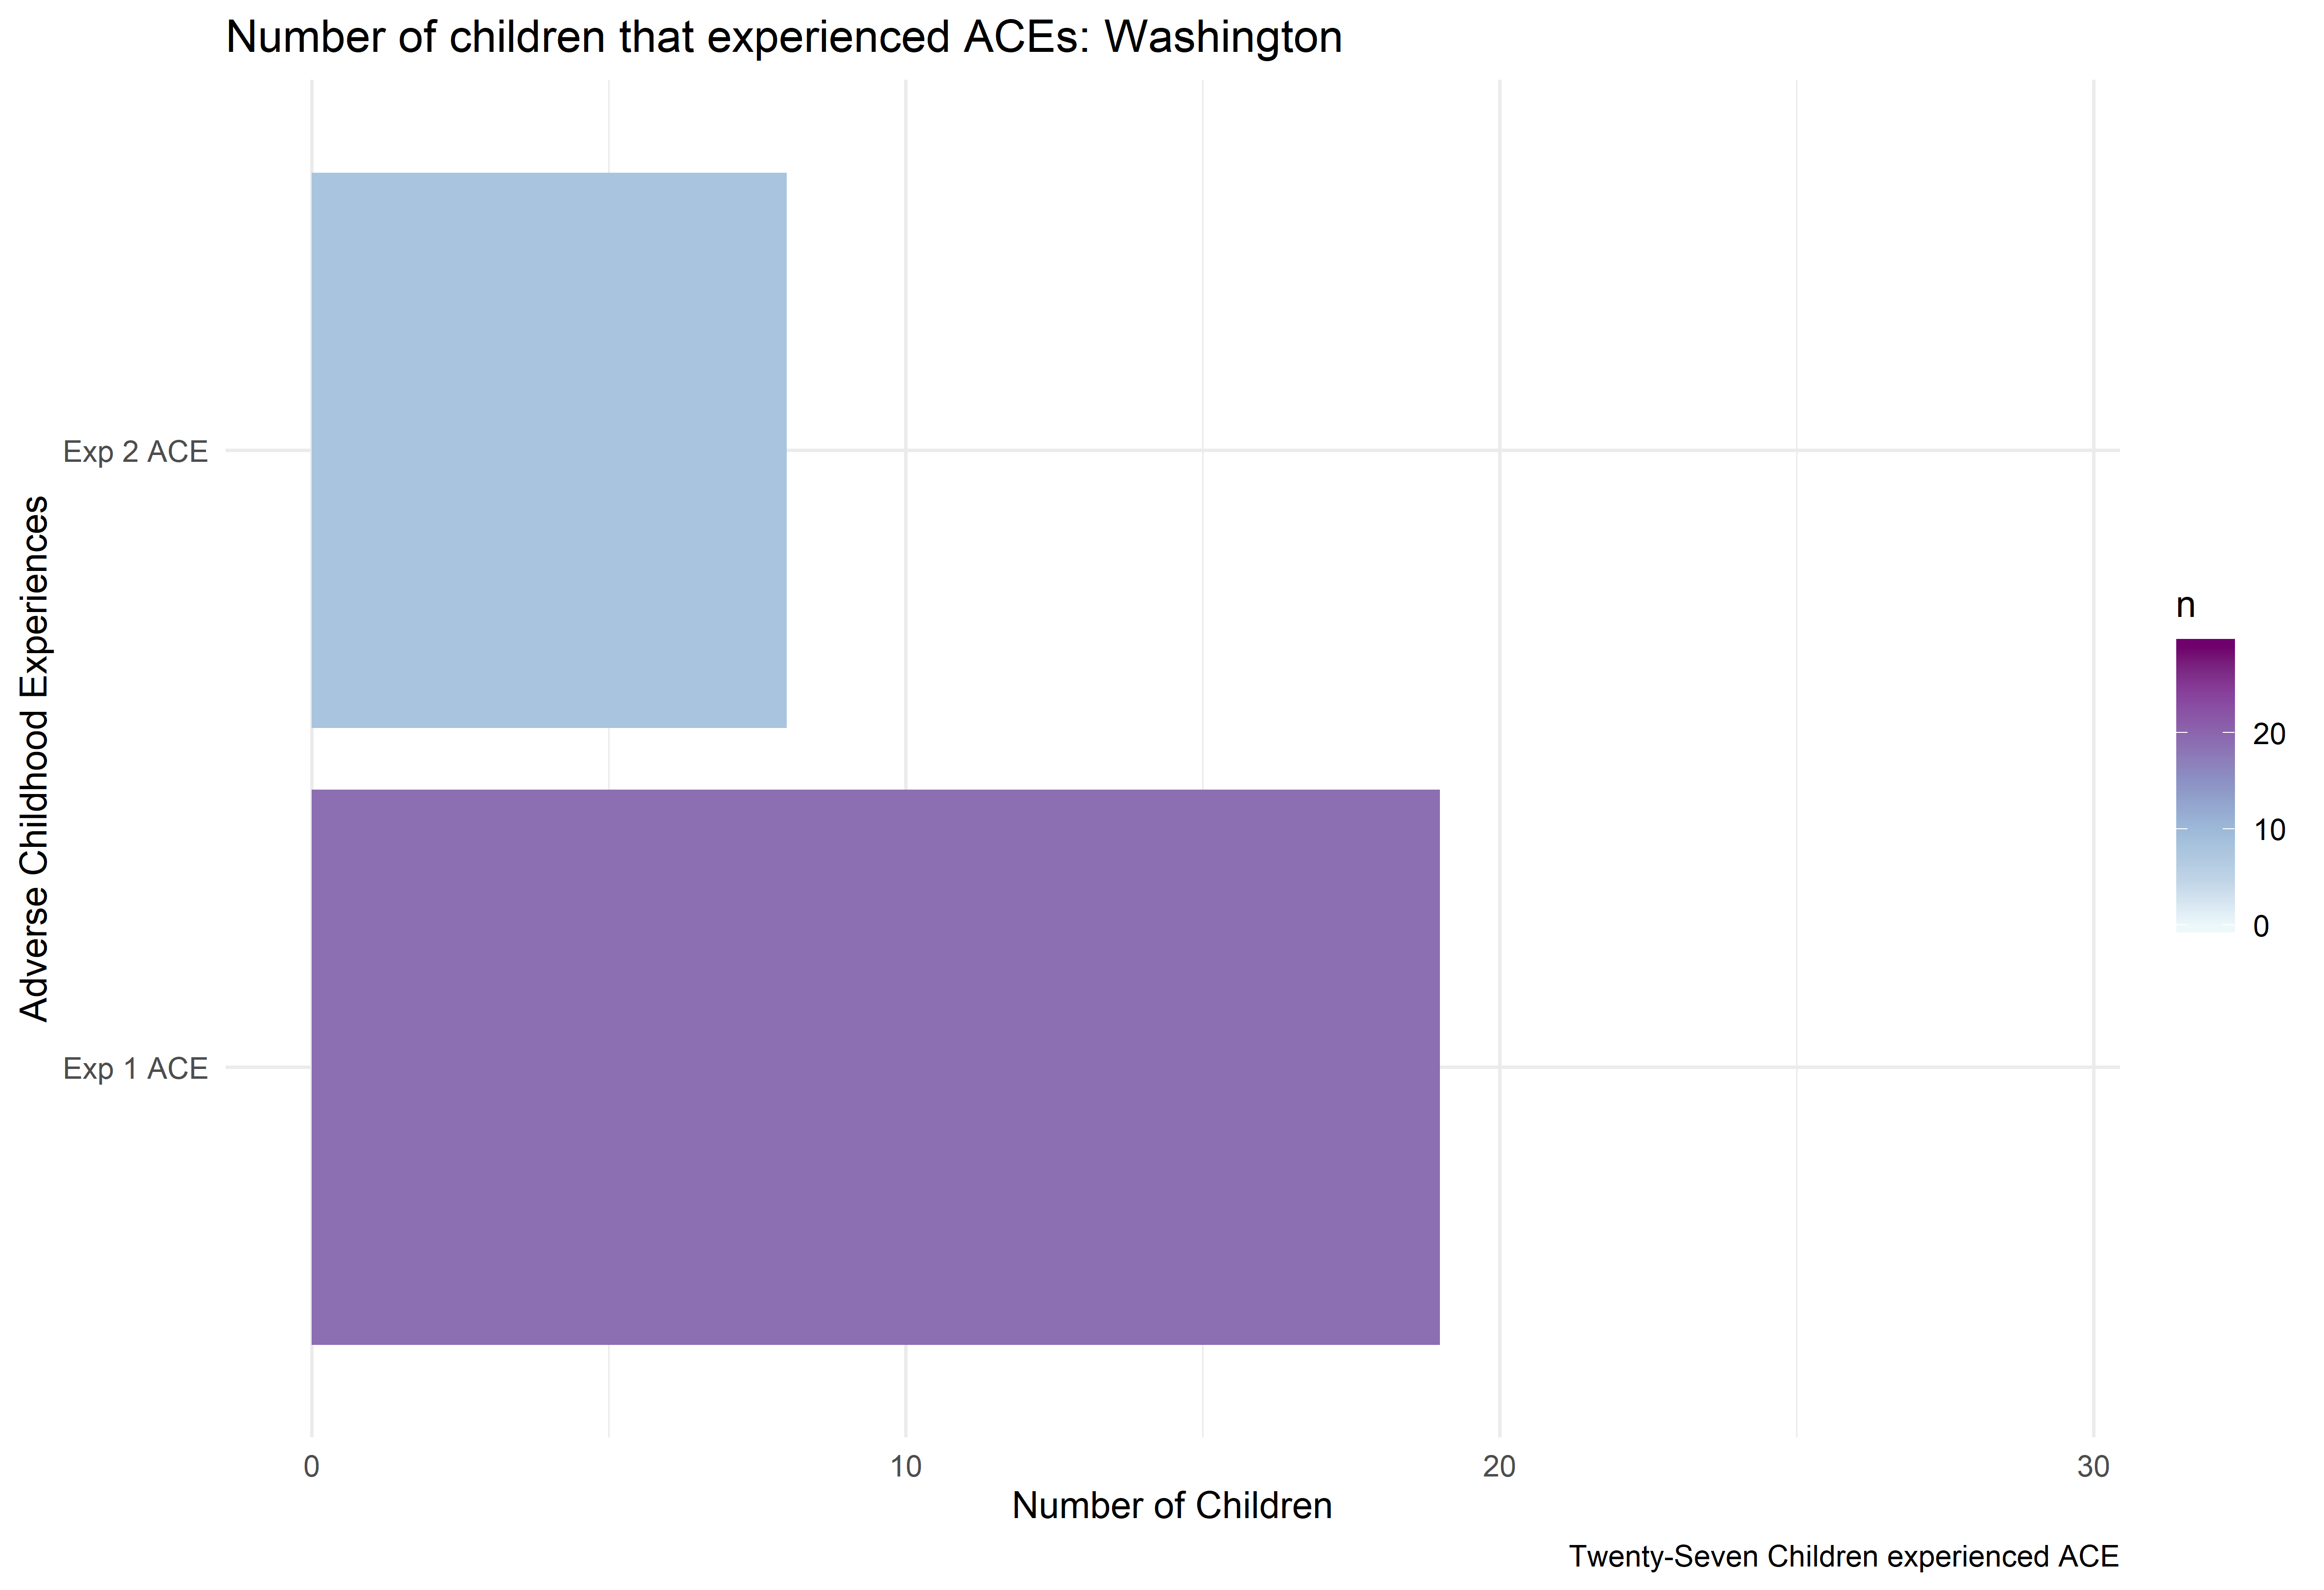 Number of children that experienced ACEs: Washington
Adverse Childhood Experiences
Exp 2 ACE
Exp 1 ACE
0
10
20
30
Number of Children
n
20
10
0
Twenty-Seven Children experienced ACE